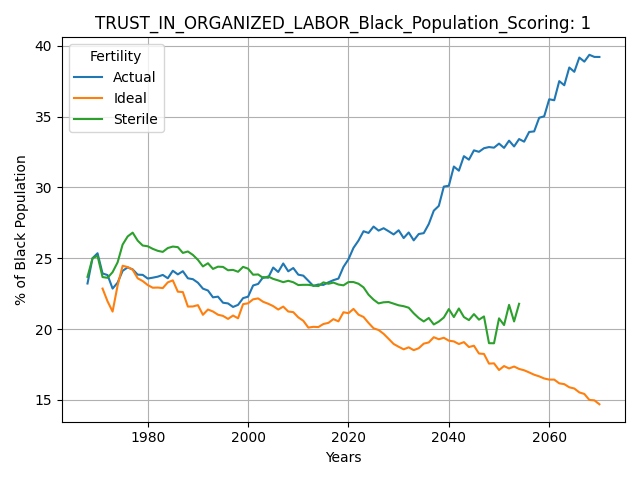 TRUST_IN_ORGANIZED_LABOR_Black_Population_Scoring: 1
Fertility
Actual
Ideal
Sterile
% of Black Population
40
35
30
25
20
15
1980
2000
2020
2040
2060
Years